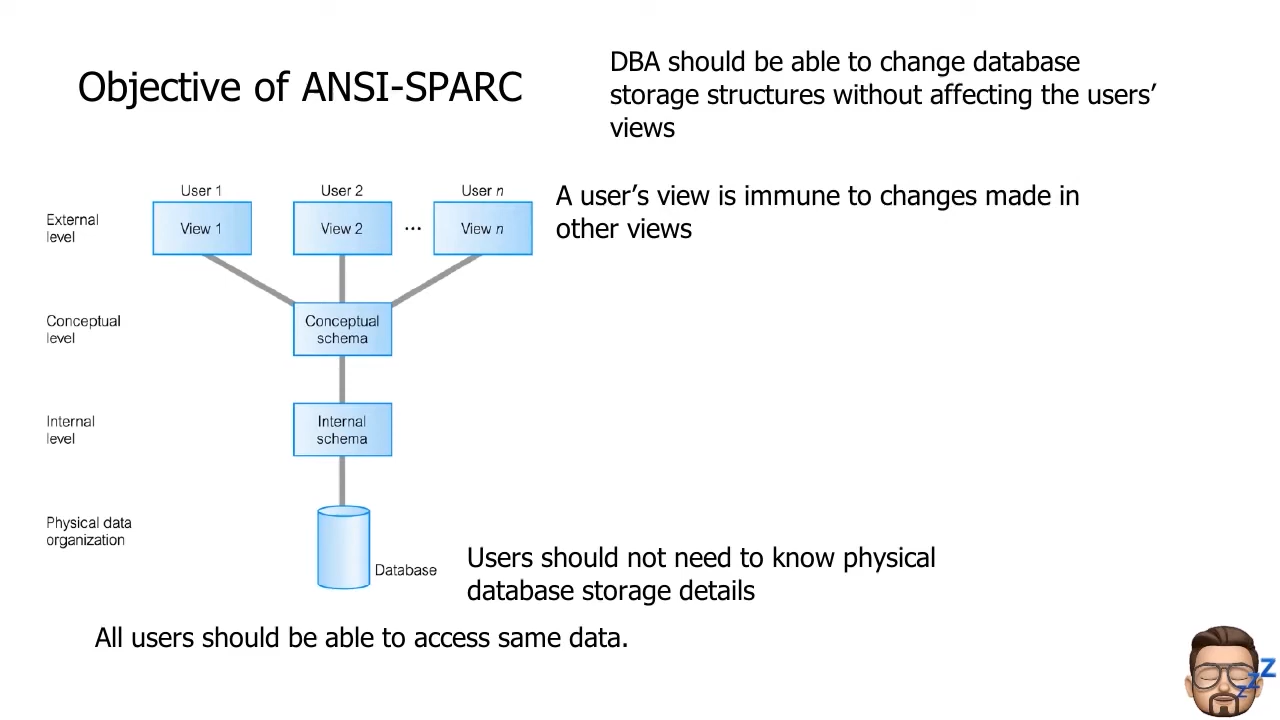 Objective of ANSI-SPARC
DBA should be able to change database
storage structures without affecting the users’
views
User 1
User 2
User n
External
level
View 1
View 2
...
View n
A user’s view is immune to changes made in
other views
Conceptual
level
Conceptual
schema
Internal
level
Internal
schema
Physical data
organization
Database
Users should not need to know physical
database storage details
All users should be able to access same data.
z
z
Z